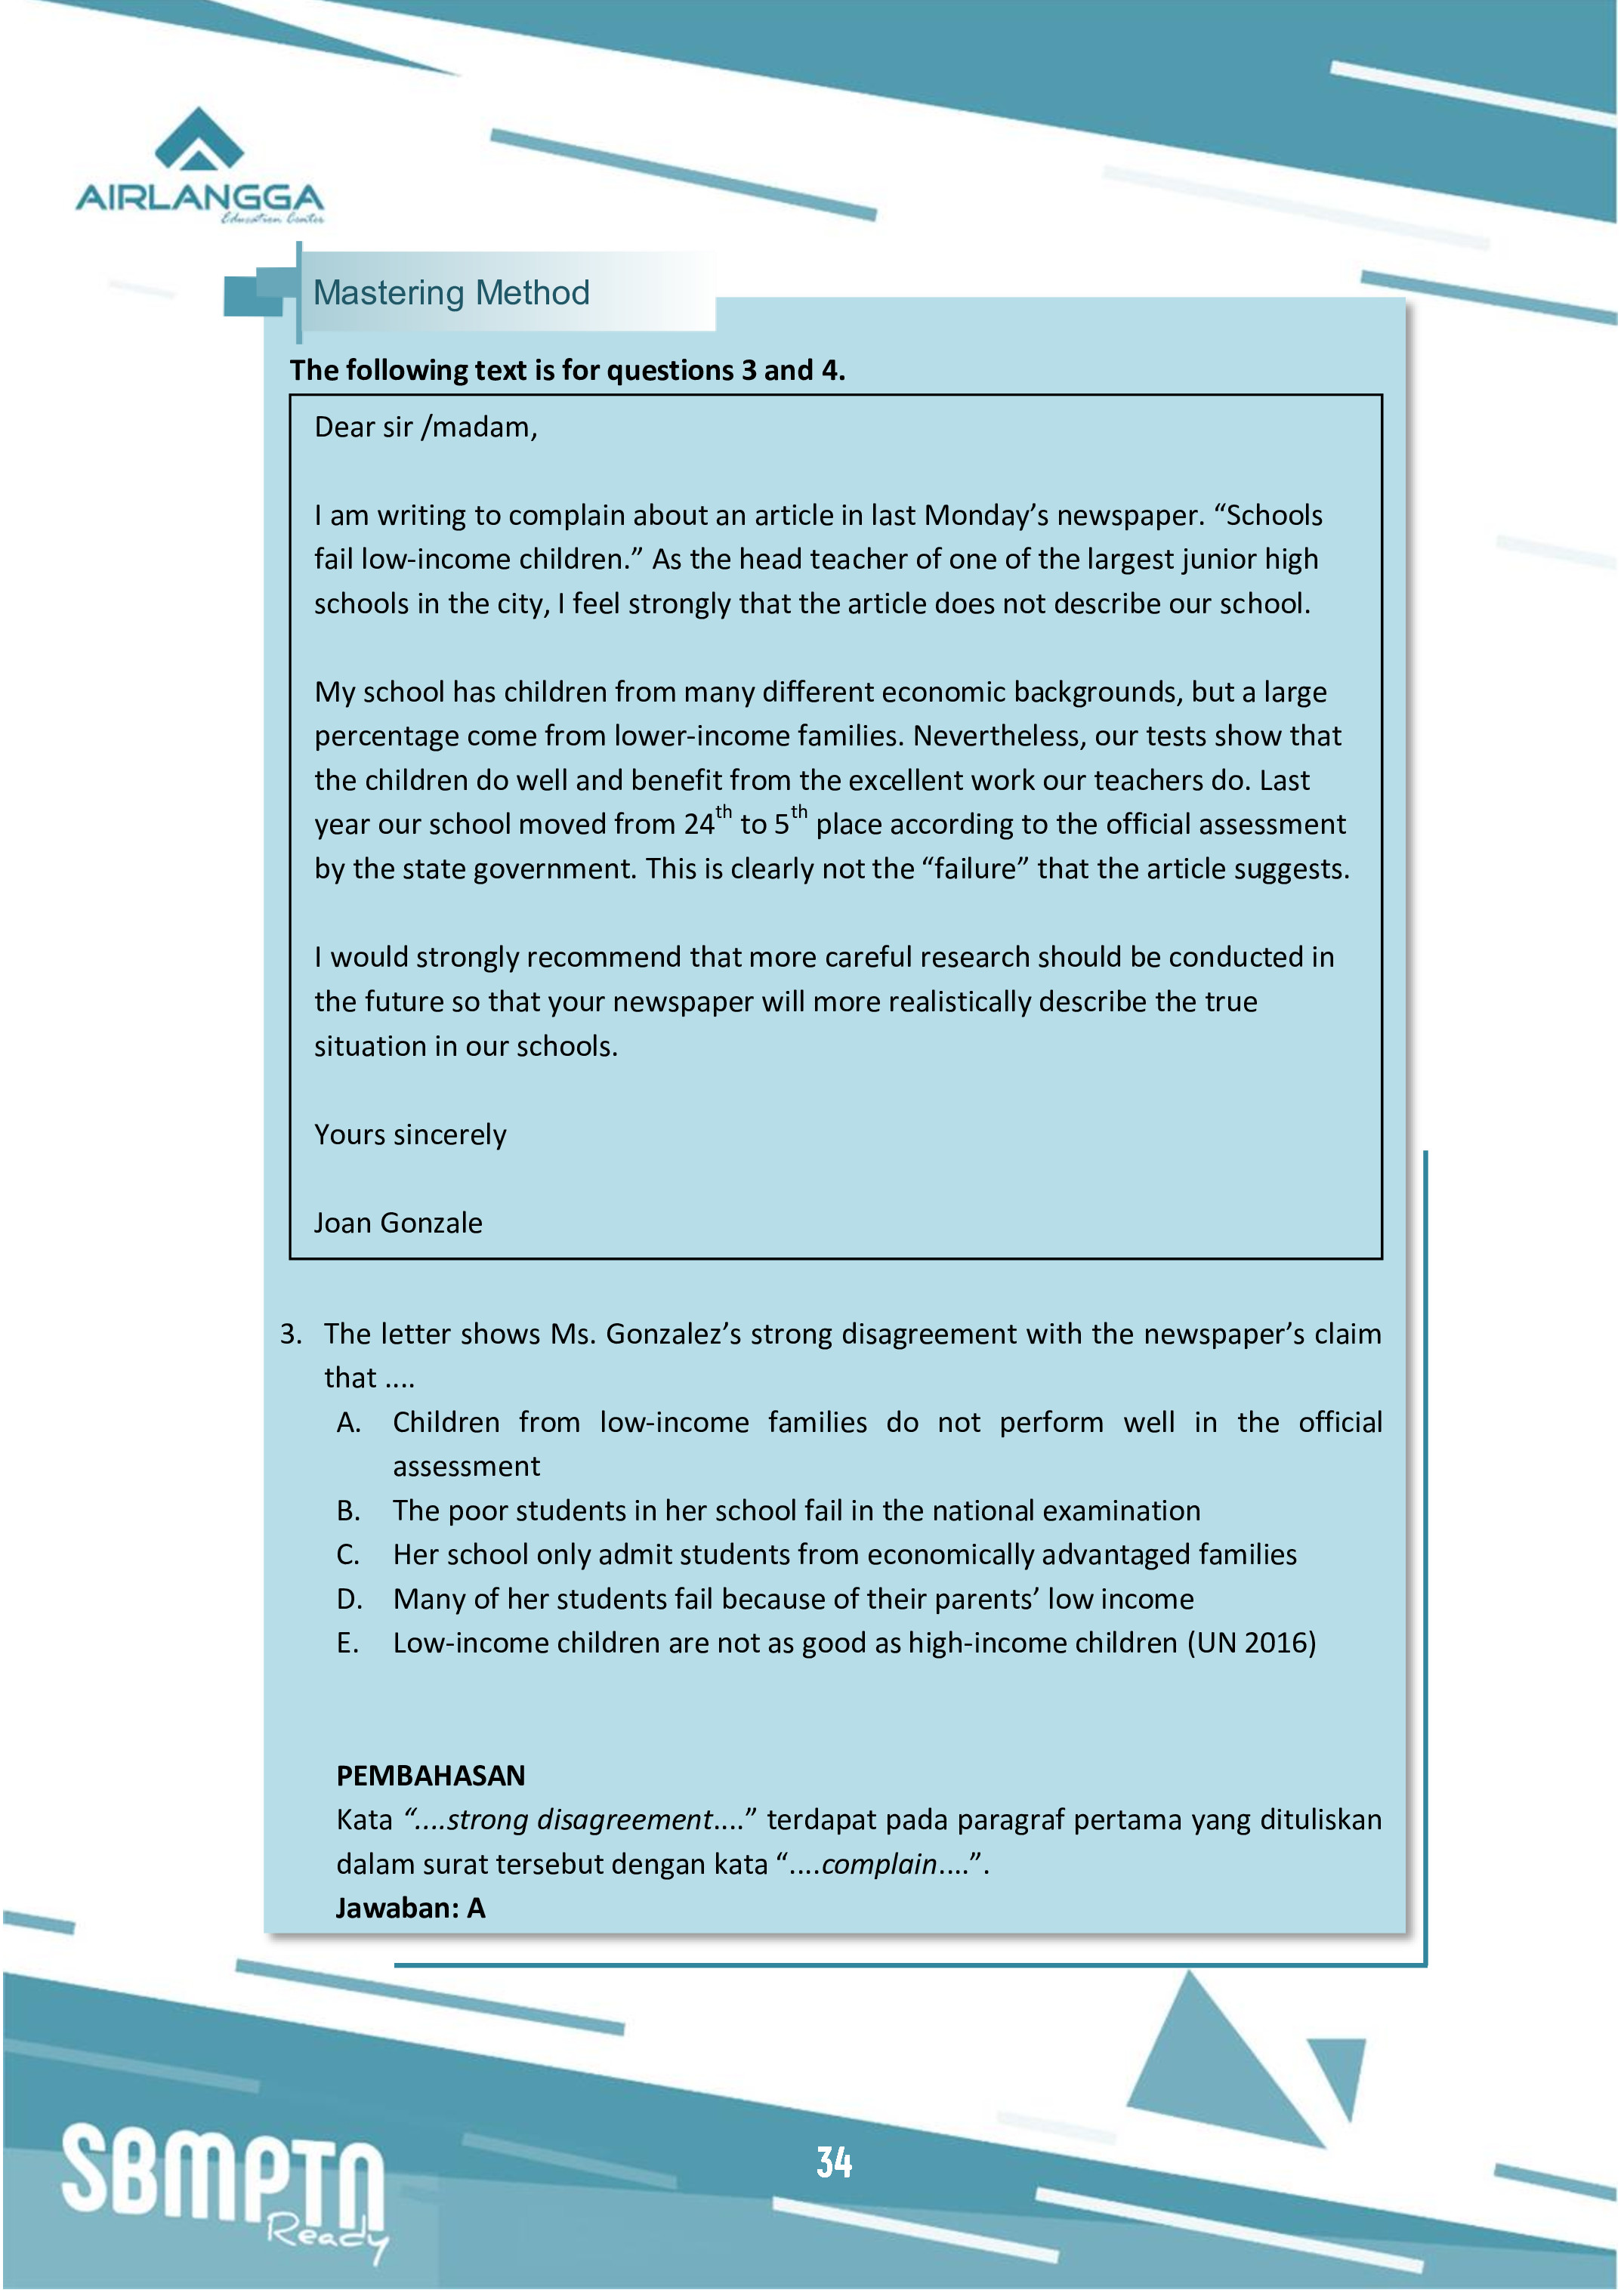 AIRLANGGA
Education Center
Mastering Method
The following text is for questions 3 and 4.
Dear sir /madam,
I am writing to complain about an article in last Monday’s newspaper. “Schools
fail low-income children.” As the head teacher of one of the largest junior high
schools in the city, I feel strongly that the article does not describe our school.
My school has children from many different economic backgrounds, but a large
percentage come from lower-income families. Nevertheless, our tests show that
the children do well and benefit from the excellent work our teachers do. Last
year our school moved from 24th to 5th place according to the official assessment
by the state government. This is clearly not the “failure” that the article suggests.
I would strongly recommend that more careful research should be conducted in
the future so that your newspaper will more realistically describe the true
situation in our schools.
Yours sincerely
Joan Gonzale
3. The letter shows Ms. Gonzalez’s strong disagreement with the newspaper’s claim
that ....
A. Children from low-income families do not perform well in the official
assessment
B. The poor students in her school fail in the national examination
C. Her school only admit students from economically advantaged families
D. Many of her students fail because of their parents’ low income
E. Low-income children are not as good as high-income children (UN 2016)
PEMBAHASAN
Kata “....strong disagreement....” terdapat pada paragraf pertama yang dituliskan
dalam surat tersebut dengan kata “....complain....”.
Jawaban: A
34
SBMPTN
Ready